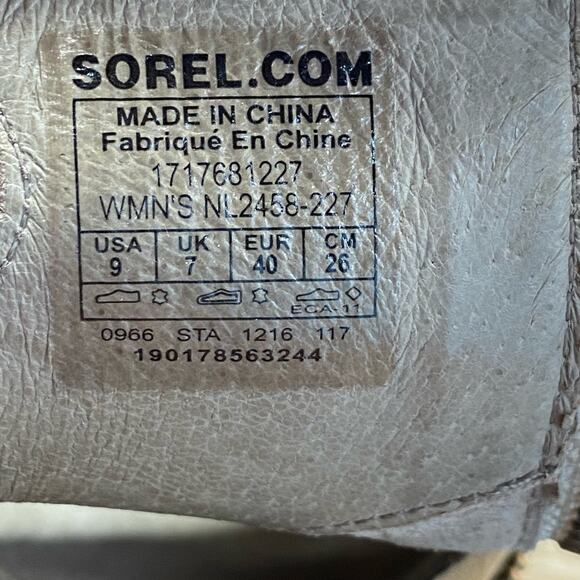 SOREL.COM
MADE IN CHINA
Fabriqué En Chine
1717681227
WMN'S NL2458-227
USA UK EUR CM
9 7 40 26
ECA-11
0966 STA 1216 117
190178563244